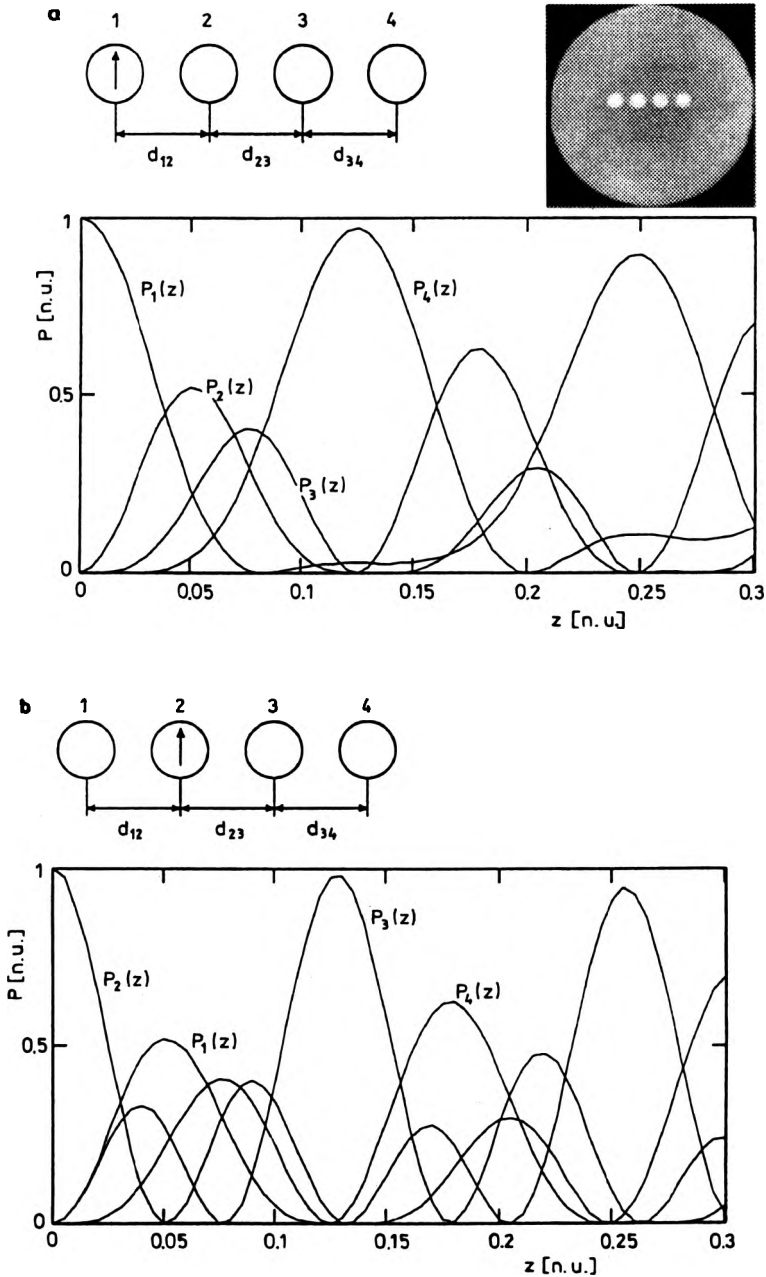 a
1 2 3 4
d₁₂ d₂₃ d₃₄
1
0.5
0
P [n.u.]
P₁(z)
P₂(z)
P₃(z)
P₄(z)
0 0.05 0.1 0.15 0.2 0.25 0.3
z [n.u.]
b
1 2 3 4
d₁₂ d₂₃ d₃₄
1
0.5
0
P [n.u.]
P₂(z)
P₁(z)
P₃(z)
P₄(z)
0 0.05 0.1 0.15 0.2 0.25 0.3
z [n.u.]